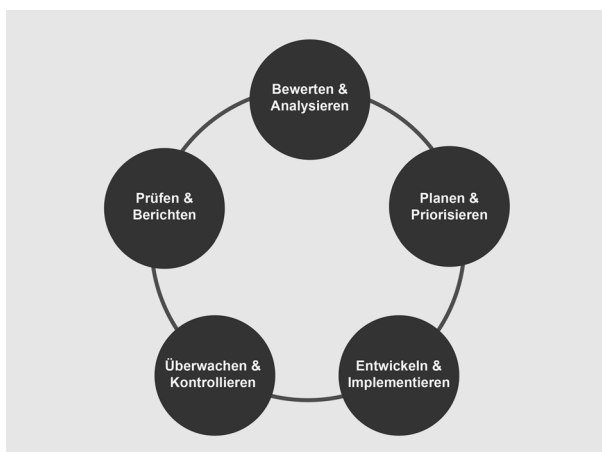 Bewerten &
Analysieren
Planen &
Priorisieren
Entwickeln &
Implementieren
Überwachen &
Kontrollieren
Prüfen &
Berichten